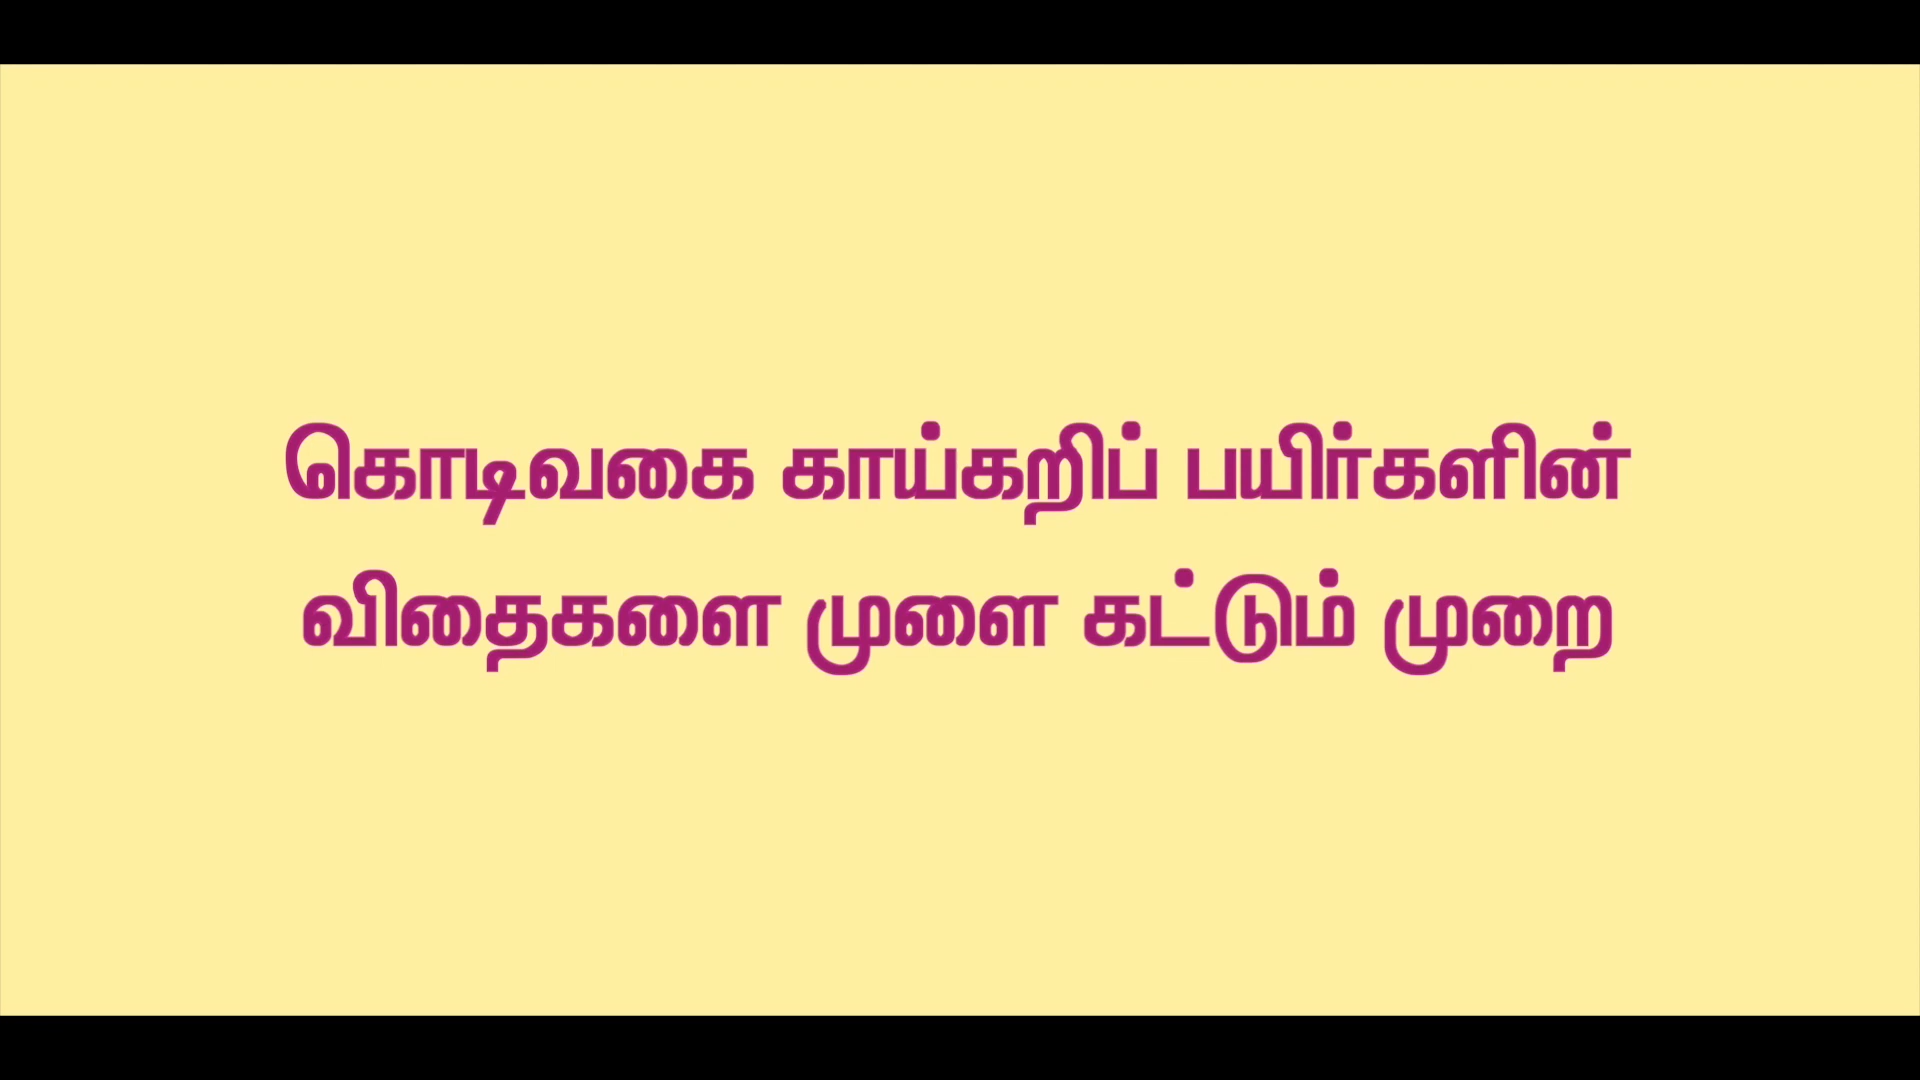 கொடிவகை காய்கறிப் பயிர்களின்
விதைகளை முளை கட்டும் முறை